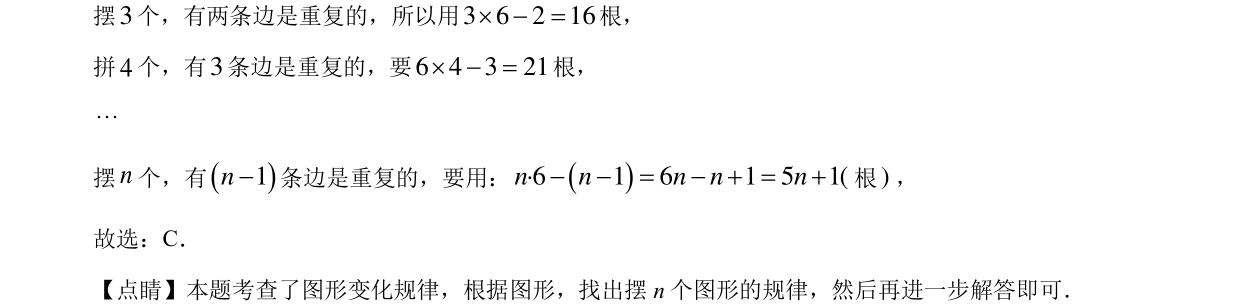 摆3个，有两条边是重复的，所以用3×6－2＝16根，
拼4个，有3条边是重复的，要6×4－3＝21根，
…
摆n个，有(n－1)条边是重复的，要用：n·6－(n－1)＝6n－n＋1＝5n＋1(根)，
故选：C．
【点睛】本题考查了图形变化规律，根据图形，找出摆n个图形的规律，然后再进一步解答即可．